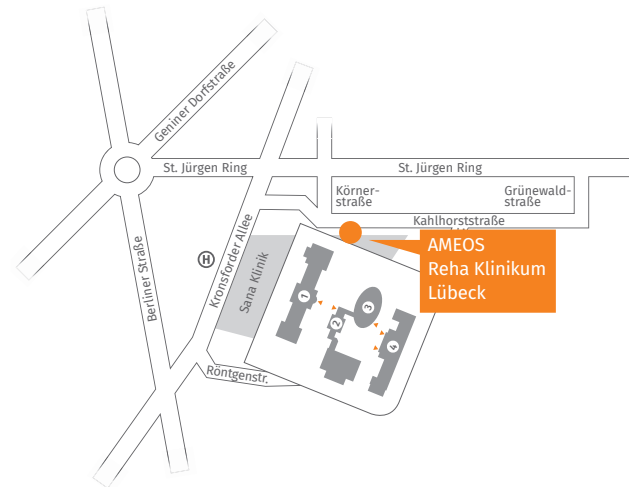 Geniner Dorfstraße
St. Jürgen Ring
St. Jürgen Ring
Körner-
straße
Grünewald-
straße
Kahlhorststraße
AMEOS
Reha Klinikum
Lübeck
H
Kronsforder Allee
Sana Klinik
Berliner Straße
1
2
3
4
Röntgenstr.